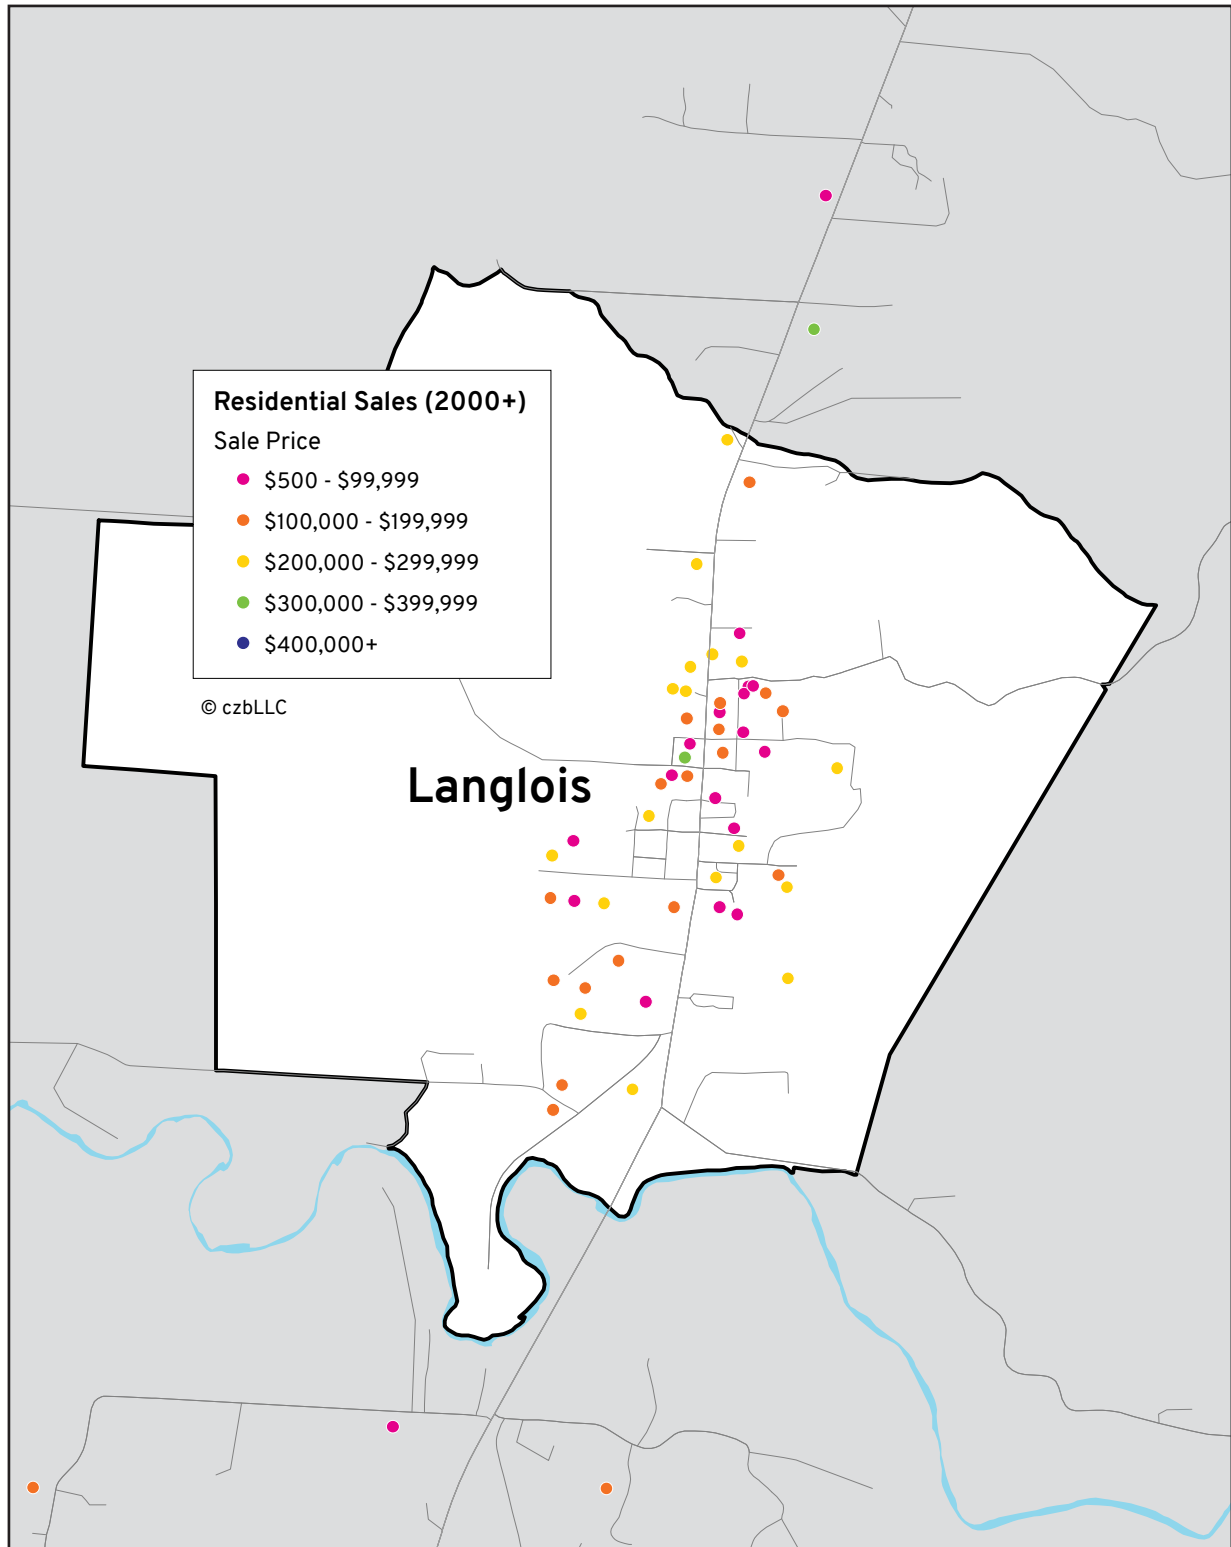 Residential Sales (2000+)
Sale Price
$500 - $99,999
$100,000 - $199,999
$200,000 - $299,999
$300,000 - $399,999
$400,000+
© czbLLC
Langlois